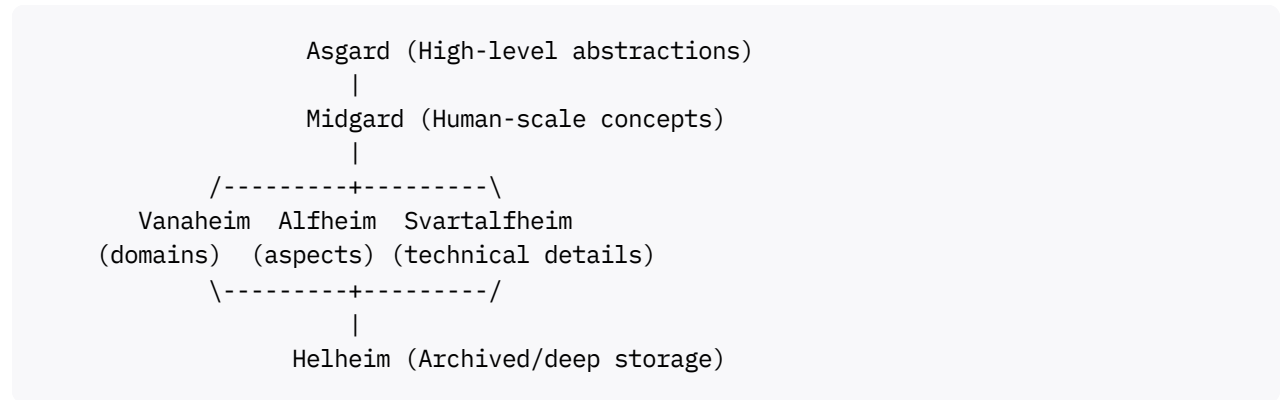 Asgard (High-level abstractions)
|
Midgard (Human-scale concepts)
|
/---------+---------\
Vanaheim  Alfheim  Svartalfheim
(domains)  (aspects) (technical details)
\---------+---------/
|
Helheim (Archived/deep storage)